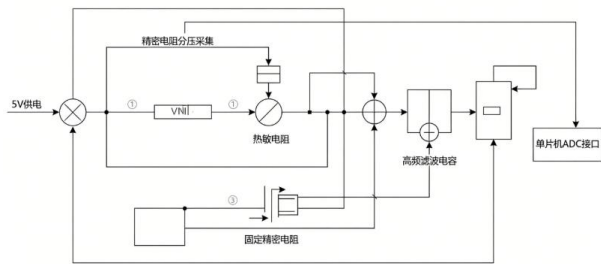 精密电阻分压采集
5V供电
①
VNI
①
热敏电阻
单片机ADC接口
高频滤波电容
③
固定精密电阻